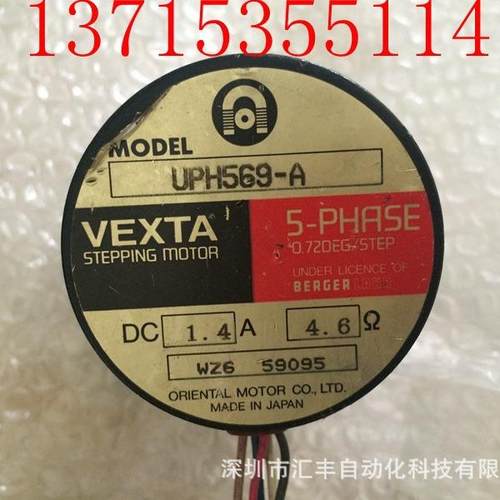 13715355114
MODEL
UPH569-A
VEXTA
STEPPING MOTOR
5-PHASE
0.72DEG/STEP
UNDER LICENCE OF
BERGER
DC 1.4 A 4.6 Ω
WZ6 59095
ORIENTAL MOTOR CO., LTD.
MADE IN JAPAN
深圳市汇丰自动化科技有限